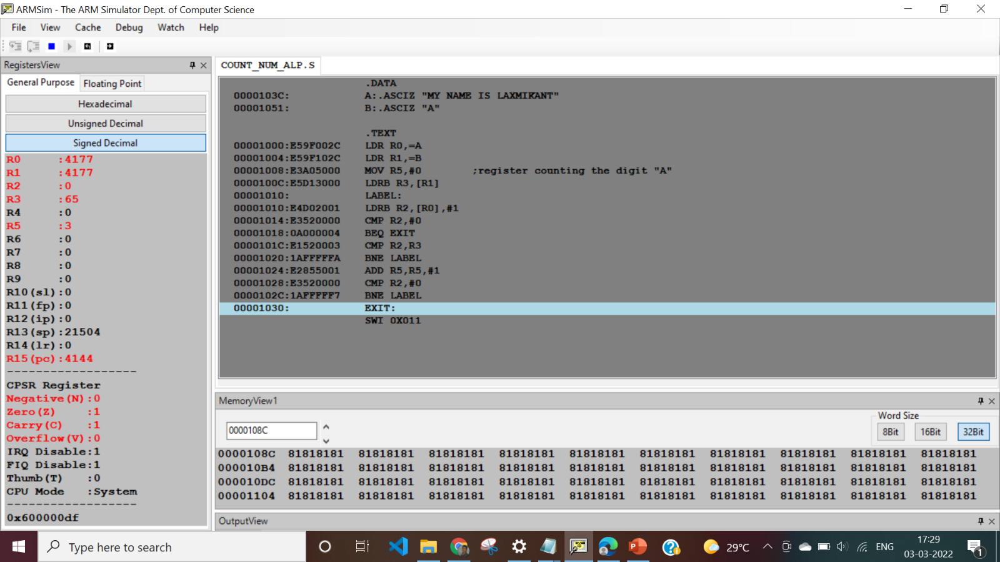 ARMSim - The ARM Simulator Dept. of Computer Science
File View Cache Debug Watch Help
RegistersView
General Purpose Floating Point
Hexadecimal
Unsigned Decimal
Signed Decimal
R0 :4177
R1 :4177
R2 :0
R3 :65
R4 :0
R5 :3
R6 :0
R7 :0
R8 :0
R9 :0
R10(sl):0
R11(fp):0
R12(ip):0
R13(sp):21504
R14(lr):0
R15(pc):4144
------------------
CPSR Register
Negative(N):0
Zero(Z) :1
Carry(C) :1
Overflow(V):0
IRQ Disable:1
FIQ Disable:1
Thumb(T) :0
CPU Mode :System
------------------
0x600000df
COUNT_NUM_ALP.S
.DATA
0000103C: A:.ASCIZ "MY NAME IS LAXMIKANT"
00001051: B:.ASCIZ "A"
.TEXT
00001000:E59F002C LDR R0,=A
00001004:E59F102C LDR R1,=B
00001008:E3A05000 MOV R5,#0 ;register counting the digit "A"
0000100C:E5D13000 LDRB R3,[R1]
00001010: LABEL:
00001010:E4D02001 LDRB R2,[R0],#1
00001014:E3520000 CMP R2,#0
00001018:0A000004 BEQ EXIT
0000101C:E1520003 CMP R2,R3
00001020:1AFFFFFA BNE LABEL
00001024:E2855001 ADD R5,R5,#1
00001028:E3520000 CMP R2,#0
0000102C:1AFFFFF7 BNE LABEL
00001030: EXIT:
SWI 0X011
MemoryView1
0000108C
Word Size
8Bit 16Bit 32Bit
0000108C 81818181 81818181 81818181 81818181 81818181 81818181 81818181 81818181 81818181 81818181
000010B4 81818181 81818181 81818181 81818181 81818181 81818181 81818181 81818181 81818181 81818181
000010DC 81818181 81818181 81818181 81818181 81818181 81818181 81818181 81818181 81818181 81818181
00001104 81818181 81818181 81818181 81818181 81818181 81818181 81818181 81818181 81818181 81818181
OutputView
Type here to search
29°C
ENG
17:29
03-03-2022
1